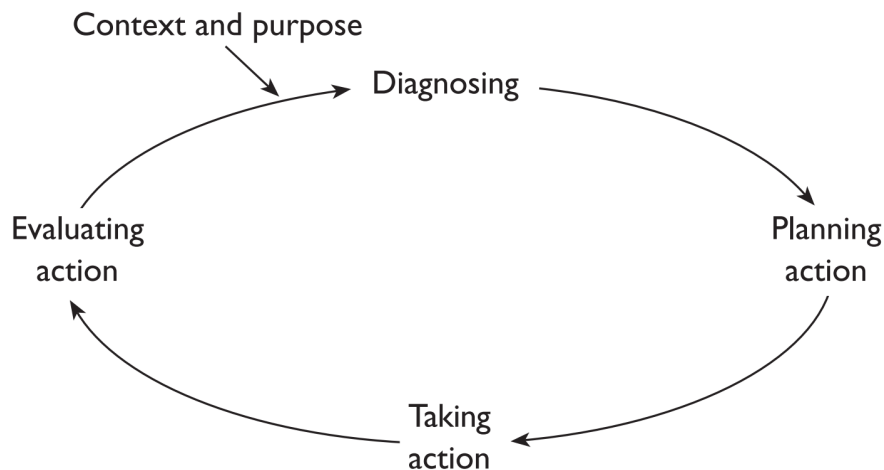 Context and purpose
Diagnosing
Evaluating
action
Planning
action
Taking
action